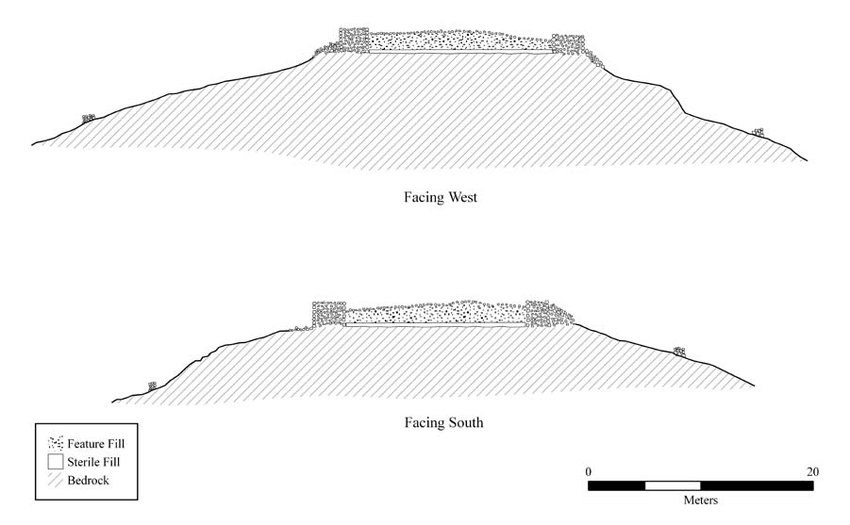 Facing West
Facing South
Feature Fill
Sterile Fill
Bedrock
0 20
Meters